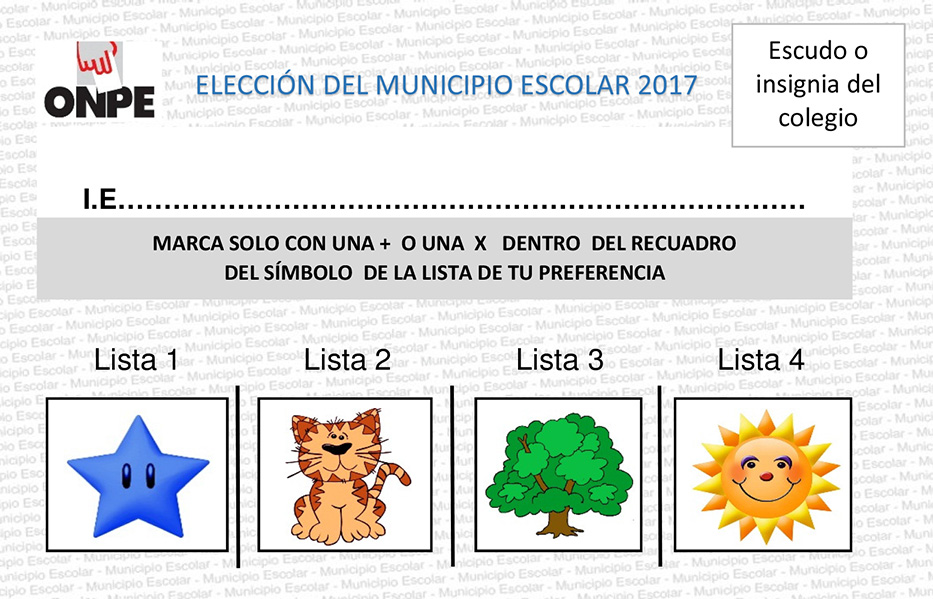 ONPE
ELECCIÓN DEL MUNICIPIO ESCOLAR 2017
Escudo o
insignia del
colegio
I.E...........................................................................
MARCA SOLO CON UNA + O UNA X DENTRO DEL RECUADRO
DEL SÍMBOLO DE LA LISTA DE TU PREFERENCIA
Lista 1
Lista 2
Lista 3
Lista 4